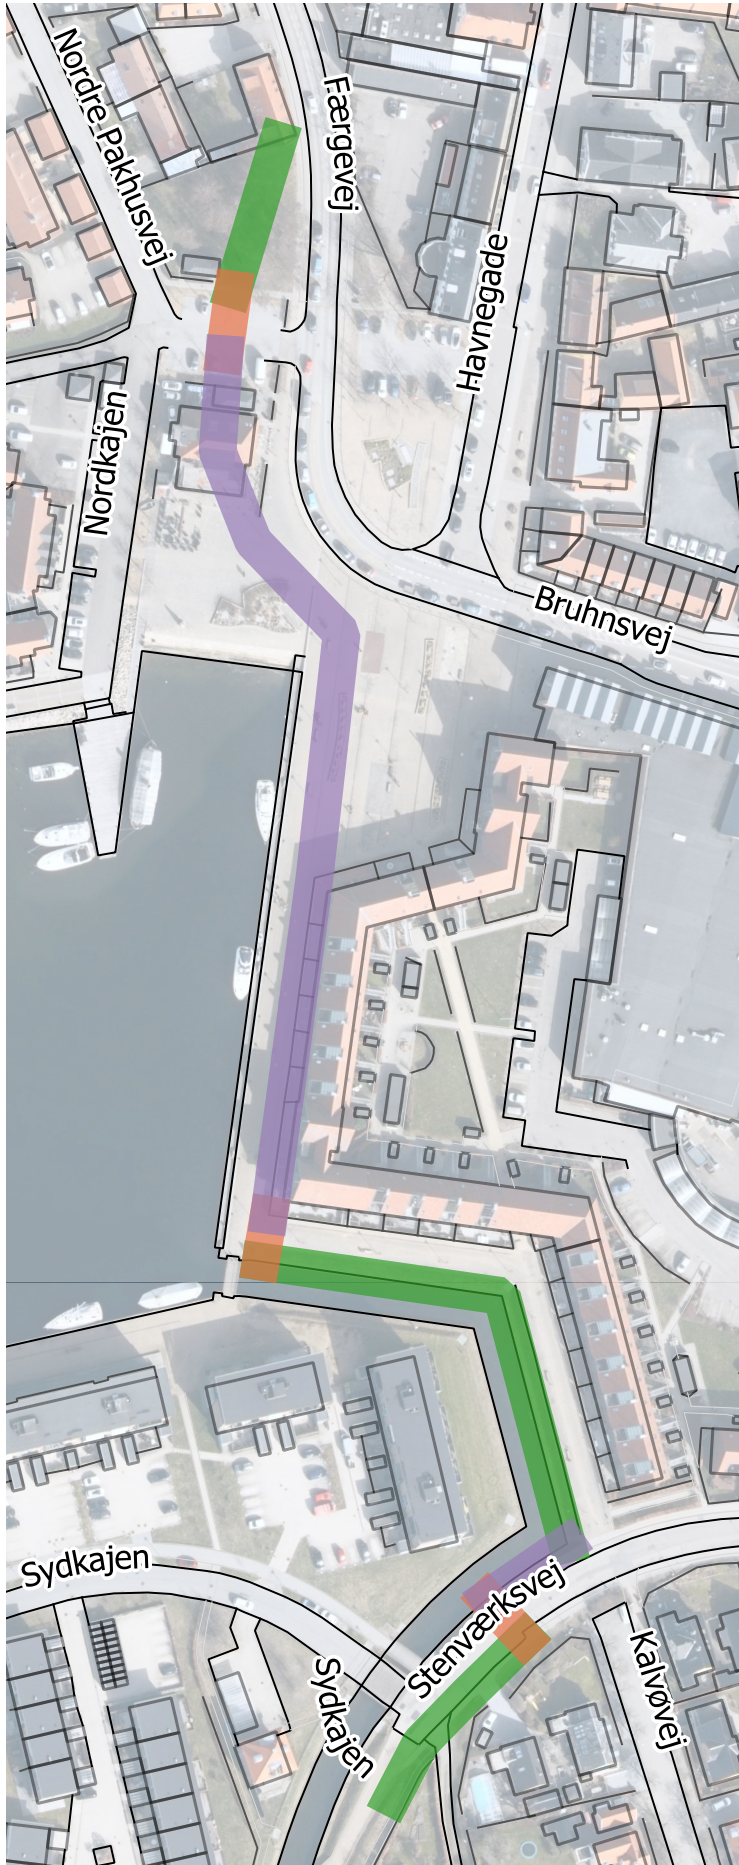 Nordre Pakhusvej
Færgevej
Havnegade
Nordkajen
Bruhnsvej
Sydkajen
Stenværksvej
Sydkajen
Kalvøvej